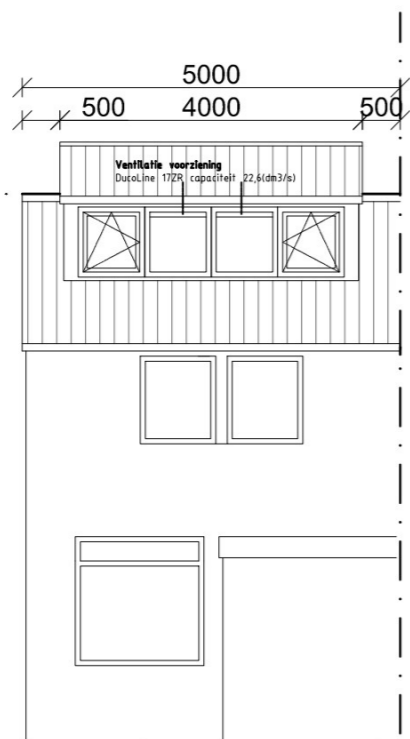 5000
500 4000 500
Ventilatie voorziening
DucoLine 17ZR capaciteit 22,6(dm3/s)